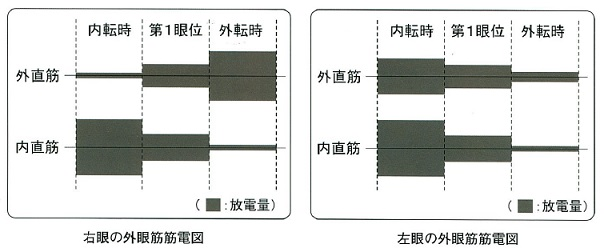 内転時 第1眼位 外転時
外直筋
内直筋
(■:放電量)
右眼の外眼筋筋電図
内転時 第1眼位 外転時
外直筋
内直筋
(■:放電量)
左眼の外眼筋筋電図